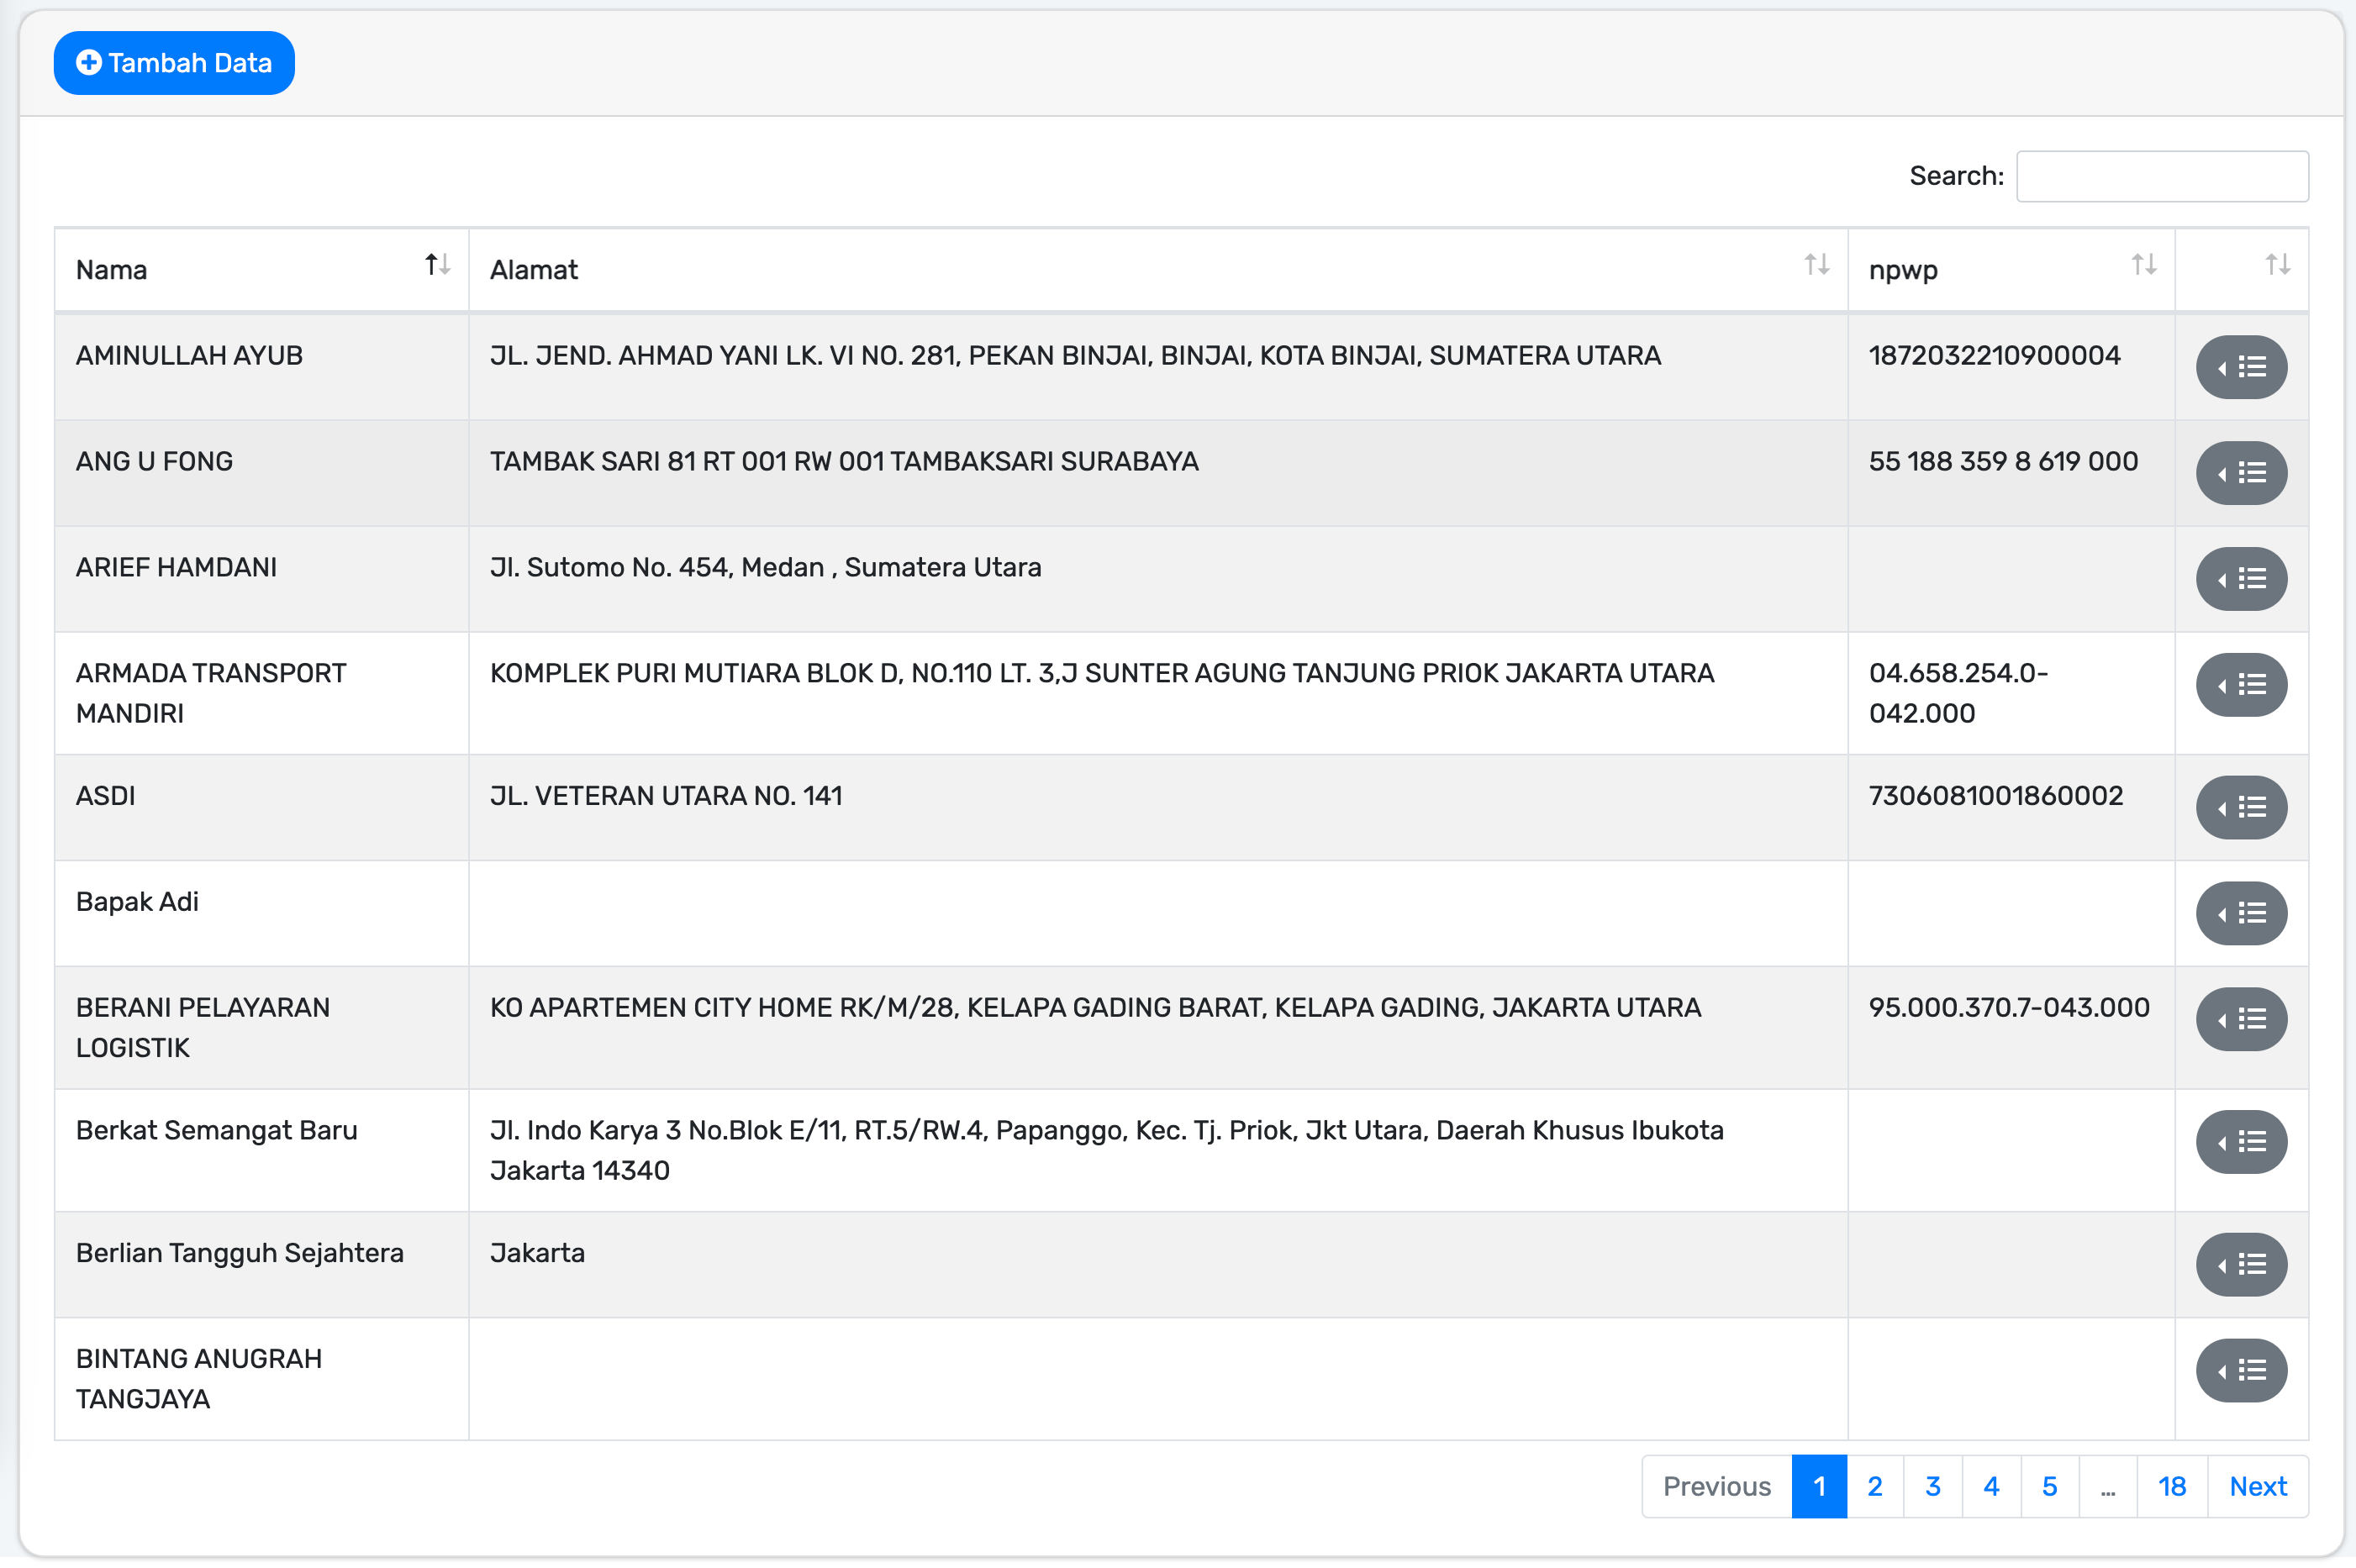 Tambah Data
Search:
Nama Alamat npwp
AMINULLAH AYUB JL. JEND. AHMAD YANI LK. VI NO. 281, PEKAN BINJAI, BINJAI, KOTA BINJAI, SUMATERA UTARA 1872032210900004
ANG U FONG TAMBAK SARI 81 RT 001 RW 001 TAMBAKSARI SURABAYA 55 188 359 8 619 000
ARIEF HAMDANI Jl. Sutomo No. 454, Medan , Sumatera Utara
ARMADA TRANSPORT KOMPLEK PURI MUTIARA BLOK D, NO.110 LT. 3,J SUNTER AGUNG TANJUNG PRIOK JAKARTA UTARA 04.658.254.0-
MANDIRI 042.000
ASDI JL. VETERAN UTARA NO. 141 7306081001860002
Bapak Adi
BERANI PELAYARAN KO APARTEMEN CITY HOME RK/M/28, KELAPA GADING BARAT, KELAPA GADING, JAKARTA UTARA 95.000.370.7-043.000
LOGISTIK
Berkat Semangat Baru Jl. Indo Karya 3 No.Blok E/11, RT.5/RW.4, Papanggo, Kec. Tj. Priok, Jkt Utara, Daerah Khusus Ibukota
Jakarta 14340
Berlian Tangguh Sejahtera Jakarta
BINTANG ANUGRAH
TANGJAYA
Previous 1 2 3 4 5 … 18 Next